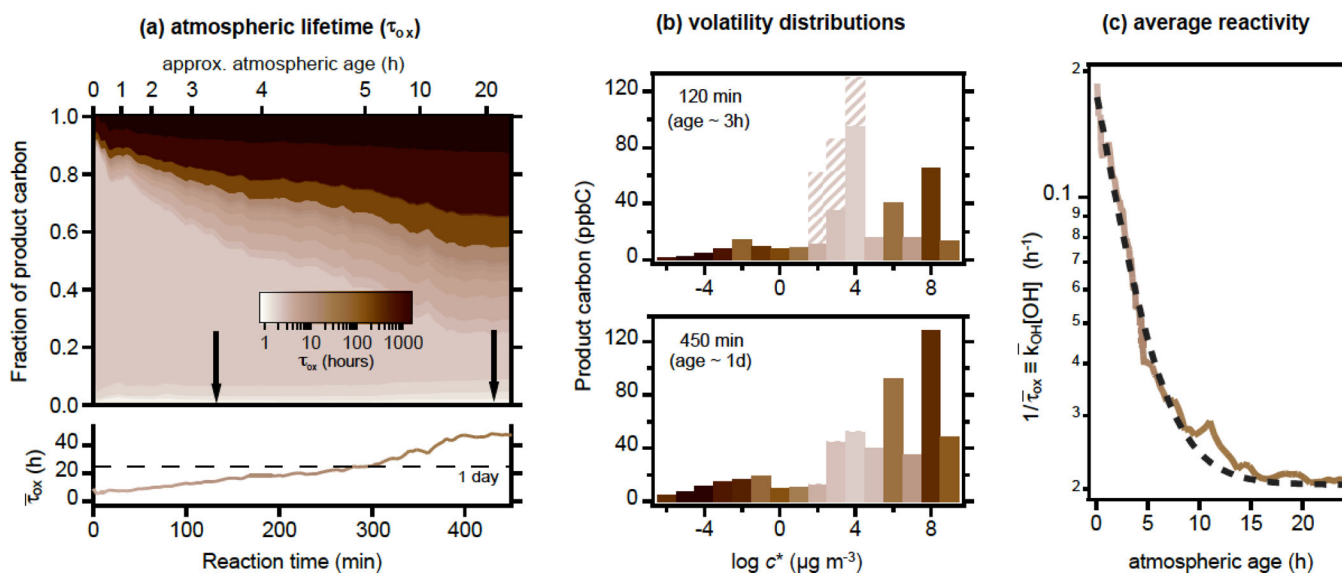 (a) atmospheric lifetime (τox)
approx. atmospheric age (h)
0 1 2 3 4 5 10 20
1.0
0.8
0.6
0.4
0.2
0.0
Fraction of product carbon
1 10 100 1000
τox (hours)
40
20
0
τ̄ox (h)
1 day
0 100 200 300 400
Reaction time (min)
(b) volatility distributions
120
80
40
0
120 min
(age ~ 3h)
-4 0 4 8
Product carbon (ppbC)
120
80
40
0
450 min
(age ~ 1d)
-4 0 4 8
log c* (µg m-3)
(c) average reactivity
2
0.1
9
8
7
6
5
4
3
2
1/τ̄ox ≡ k̄OH[OH] (h-1)
0 5 10 15 20
atmospheric age (h)